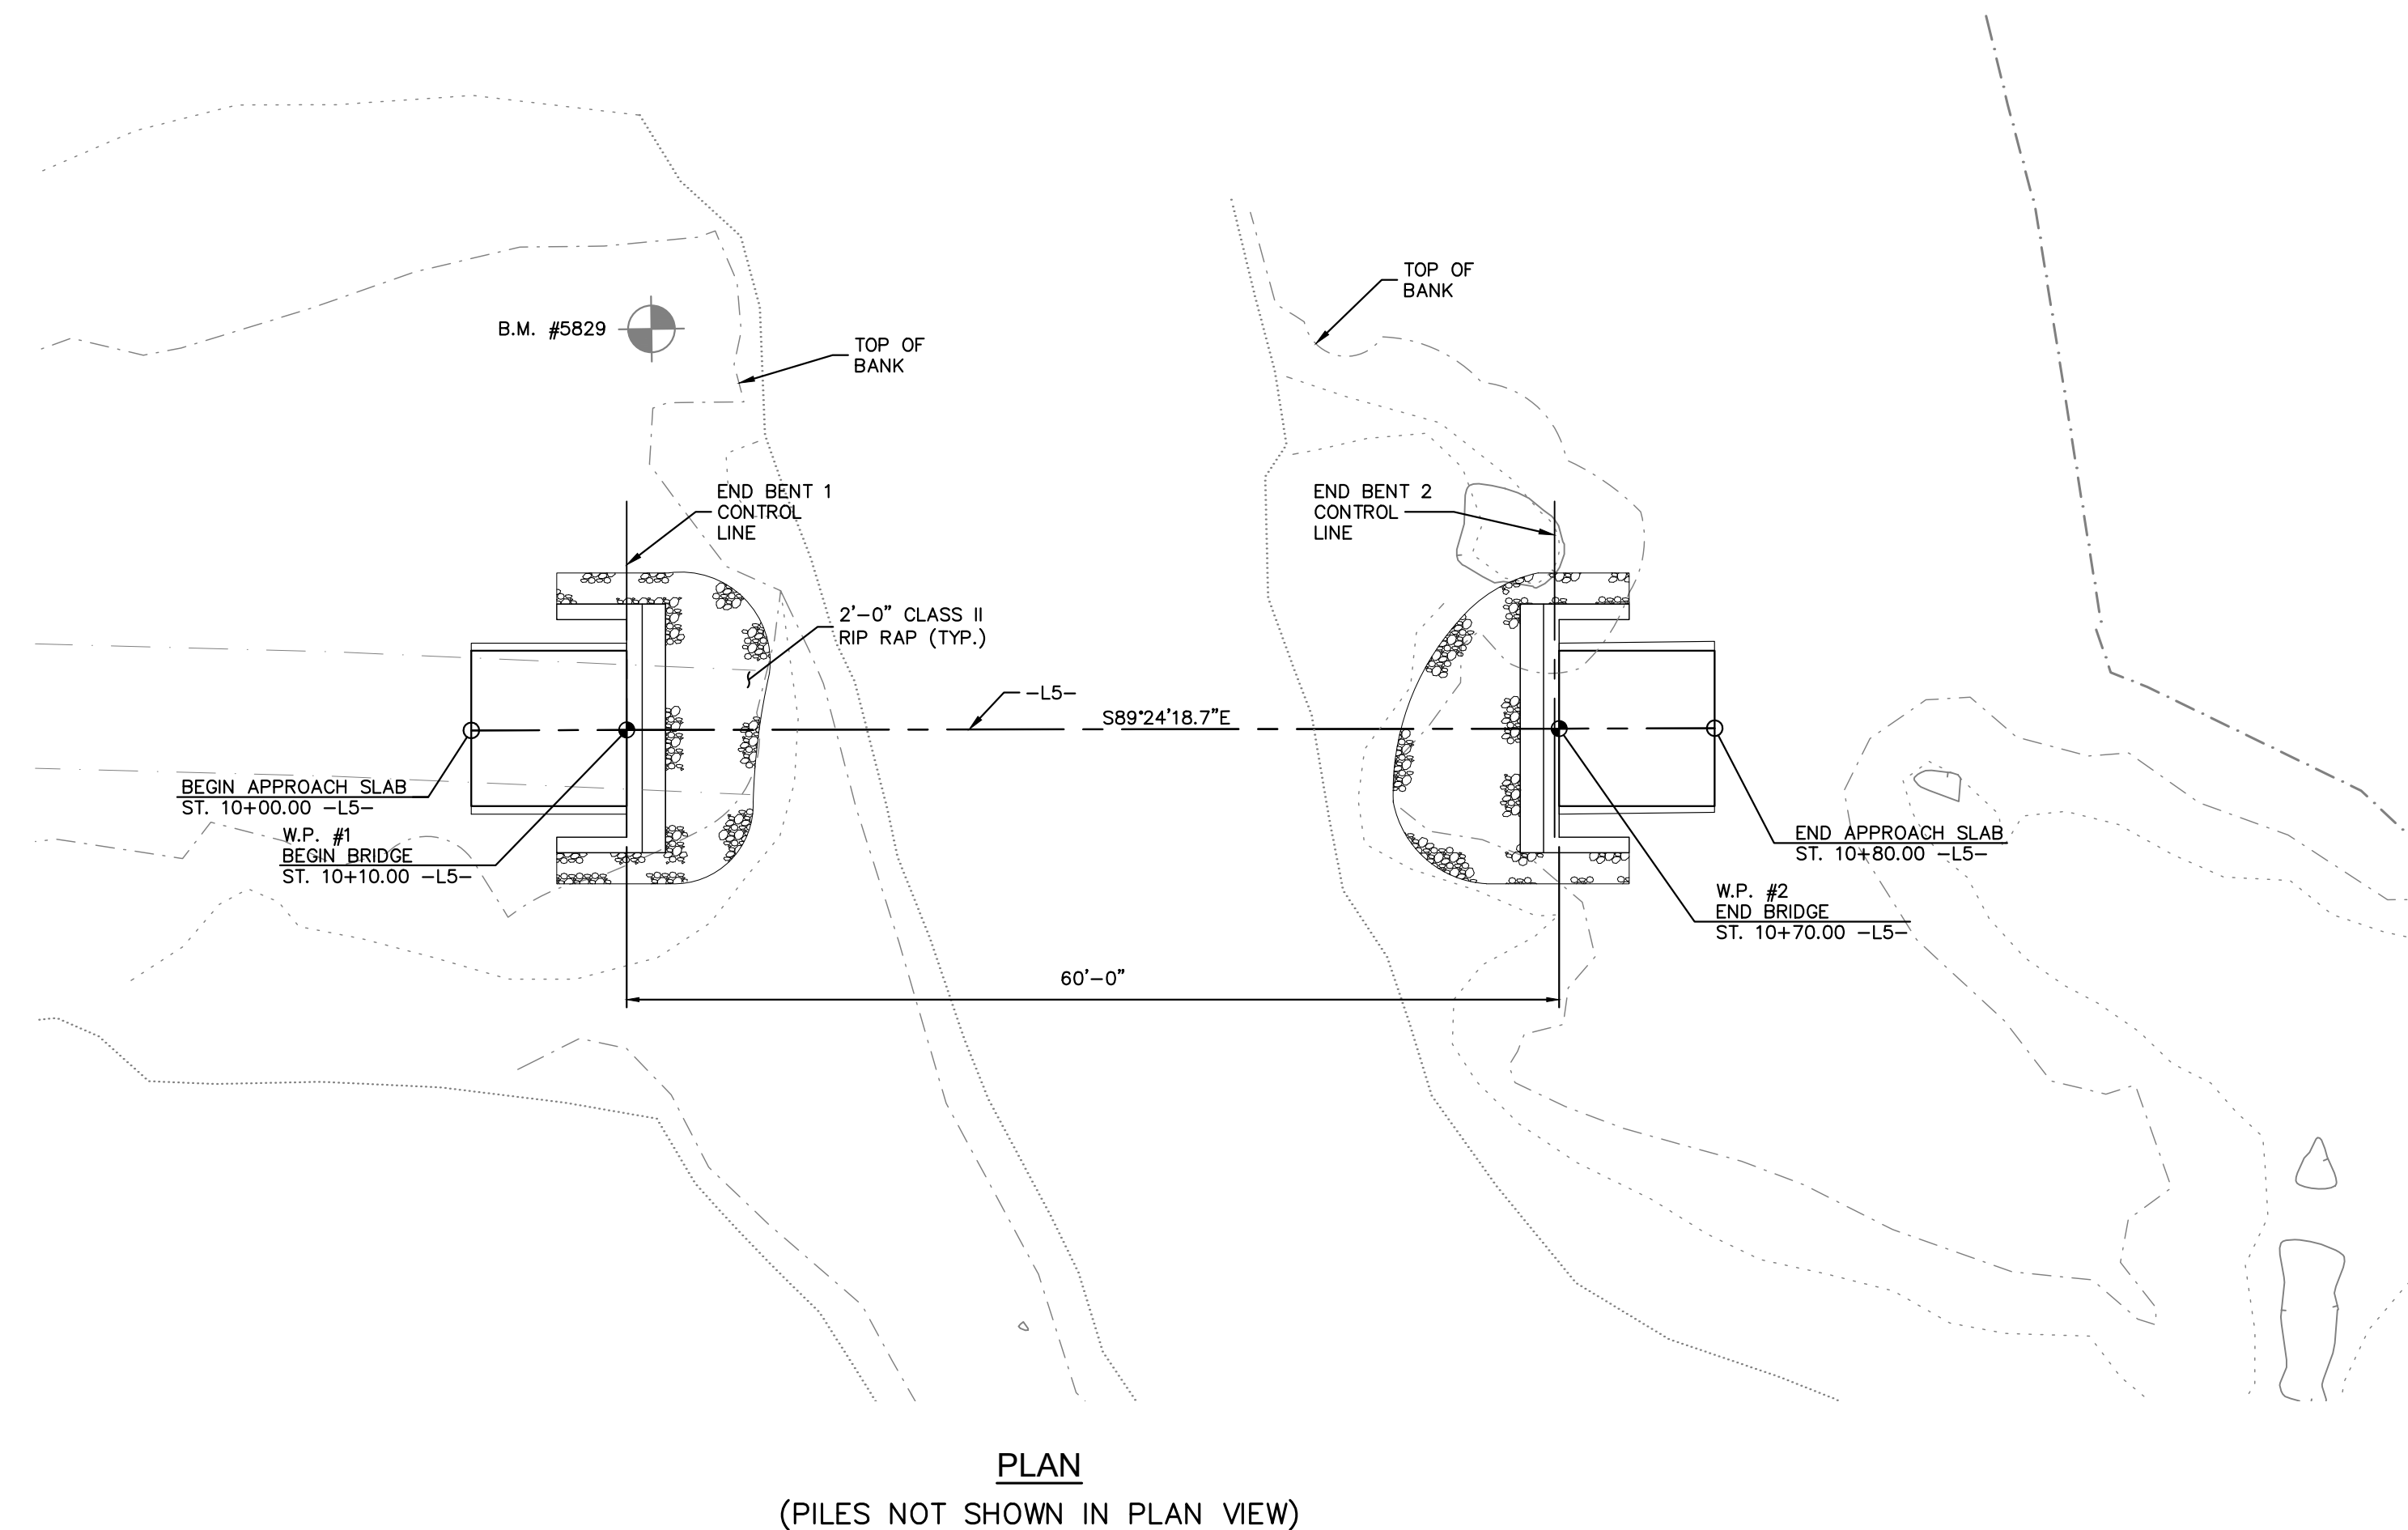 TOP OF
BANK
B.M. #5829
TOP OF
BANK
END BENT 1
CONTROL
LINE
END BENT 2
CONTROL
LINE
2'-0" CLASS II
RIP RAP (TYP.)
-L5-
S89°24'18.7"E
BEGIN APPROACH SLAB
ST. 10+00.00 -L5-
W.P. #1
BEGIN BRIDGE
ST. 10+10.00 -L5-
END APPROACH SLAB
ST. 10+80.00 -L5-
W.P. #2
END BRIDGE
ST. 10+70.00 -L5-
60'-0"
PLAN
(PILES NOT SHOWN IN PLAN VIEW)